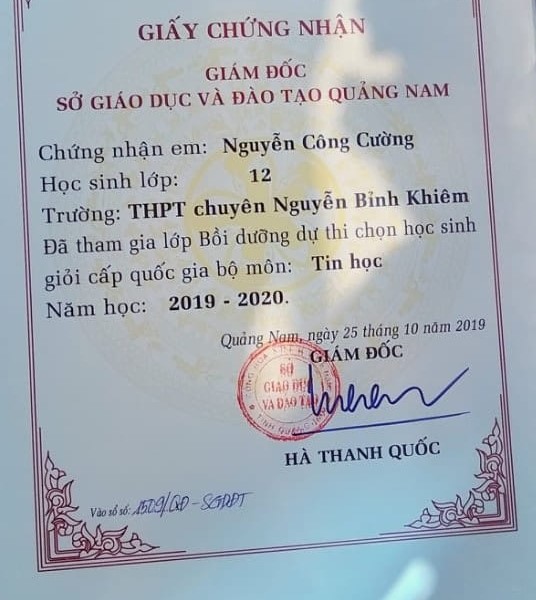 GIẤY CHỨNG NHẬN
GIÁM ĐỐC
SỞ GIÁO DỤC VÀ ĐÀO TẠO QUẢNG NAM
Chứng nhận em: Nguyễn Công Cường
Học sinh lớp: 12
Trường: THPT chuyên Nguyễn Bỉnh Khiêm
Đã tham gia lớp Bồi dưỡng dự thi chọn học sinh
giỏi cấp quốc gia bộ môn: Tin học
Năm học: 2019 - 2020.
Quảng Nam, ngày 25 tháng 10 năm 2019
GIÁM ĐỐC
SỞ
GIÁO DỤC
VÀ ĐÀO TẠO
HÀ THANH QUỐC
Vào sổ số: 1509/QĐ-SGDĐT